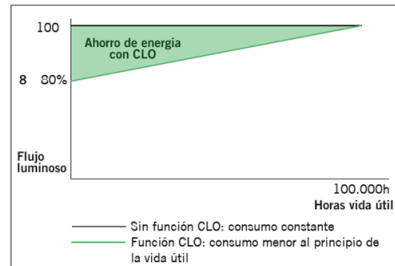 100
Ahorro de energia
con CLO
8 80%
Flujo
luminoso
100.000h
Horas vida útil
Sin función CLO: consumo constante
Función CLO: consumo menor al principio de
la vida útil